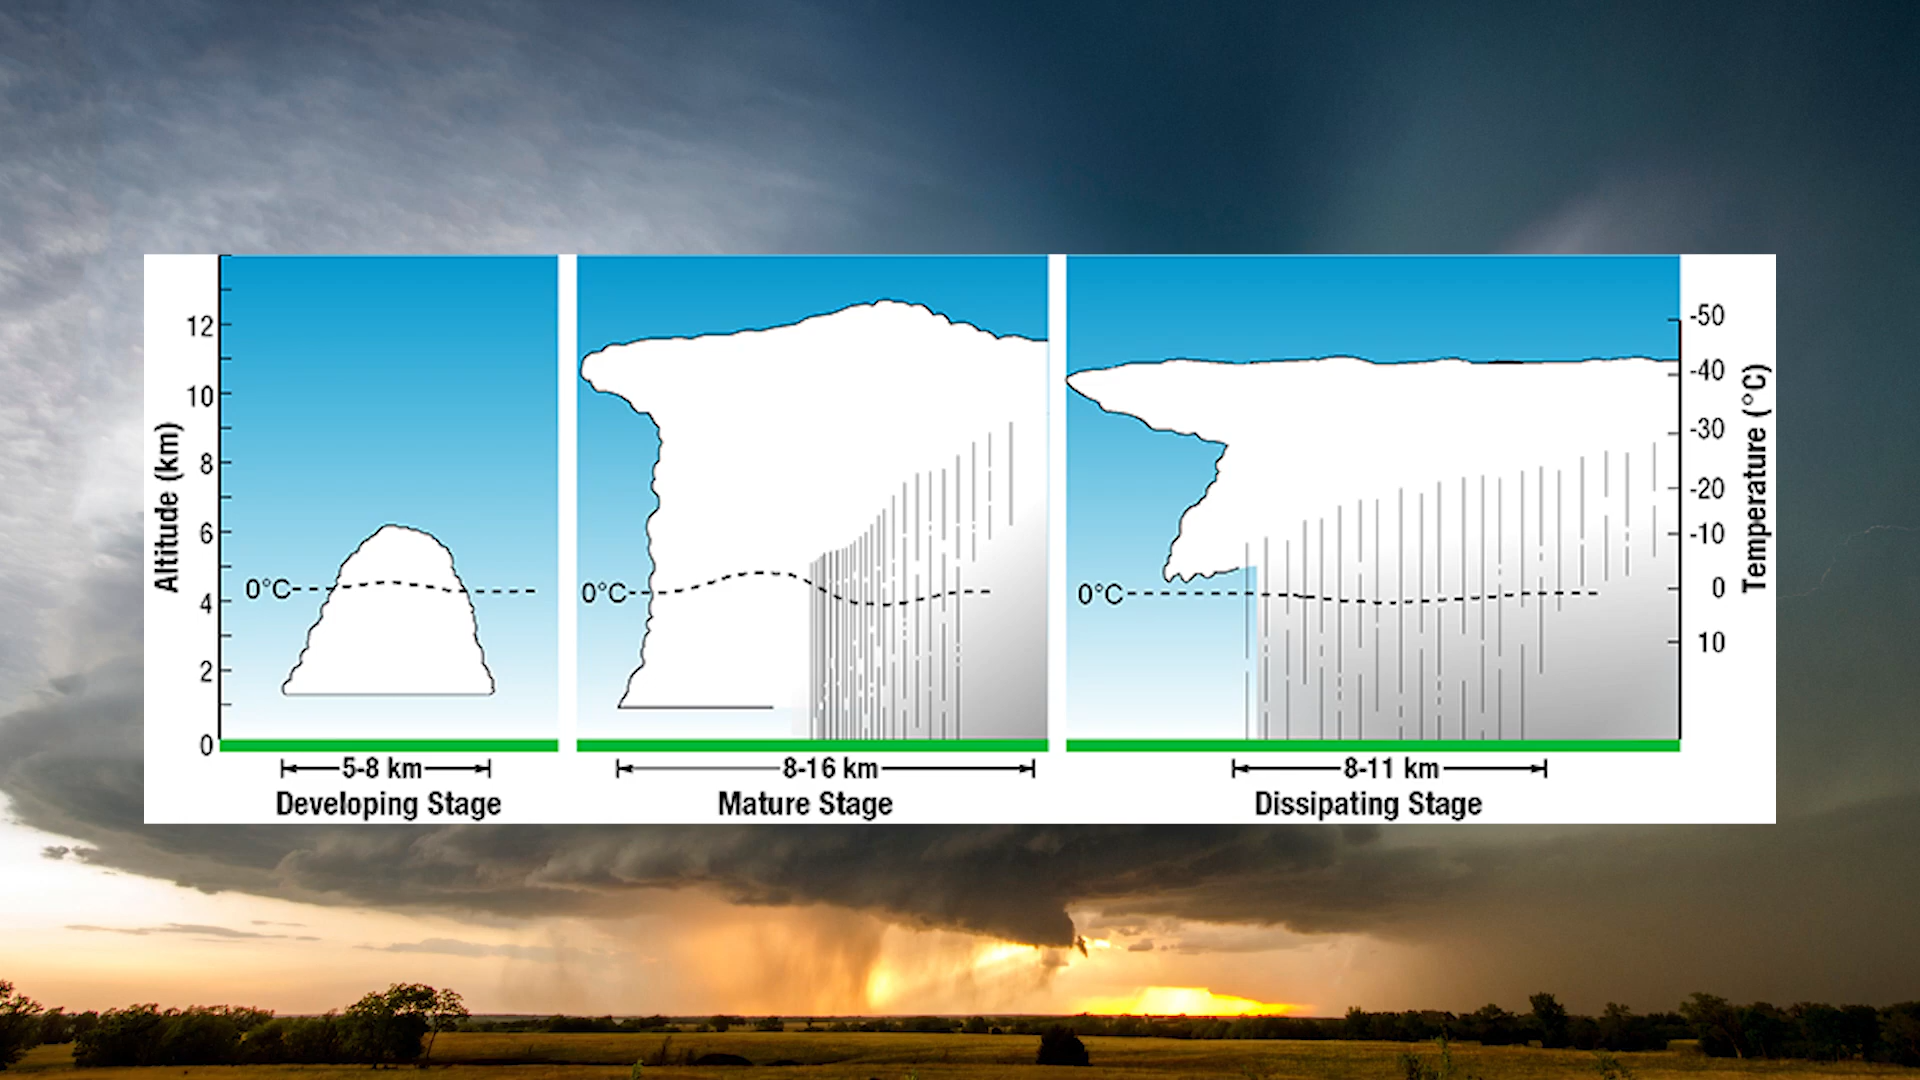 Altitude (km)
12
10
8
6
4
2
0
0°C
5-8 km
Developing Stage
0°C
8-16 km
Mature Stage
0°C
8-11 km
Dissipating Stage
-50
-40
-30
-20
-10
0
10
Temperature (°C)